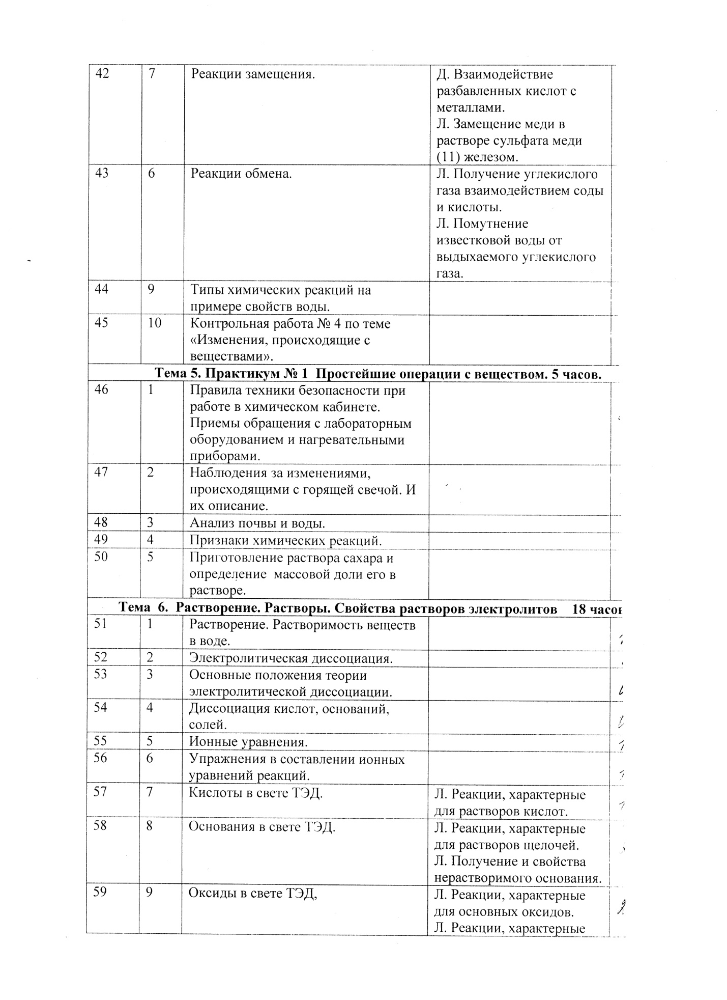 42 7 Реакции замещения. Д. Взаимодействие
разбавленных кислот с
металлами.
Л. Замещение меди в
растворе сульфата меди
(11) железом.
43 6 Реакции обмена. Л. Получение углекислого
газа взаимодействием соды
и кислоты.
Л. Помутнение
известковой воды от
выдыхаемого углекислого
газа.
44 9 Типы химических реакций на
примере свойств воды.
45 10 Контрольная работа № 4 по теме
«Изменения, происходящие с
веществами».
Тема 5. Практикум № 1 Простейшие операции с веществом. 5 часов.
46 1 Правила техники безопасности при
работе в химическом кабинете.
Приемы обращения с лабораторным
оборудованием и нагревательными
приборами.
47 2 Наблюдения за изменениями,
происходящими с горящей свечой. И
их описание.
48 3 Анализ почвы и воды.
49 4 Признаки химических реакций.
50 5 Приготовление раствора сахара и
определение массовой доли его в
растворе.
Тема 6. Растворение. Растворы. Свойства растворов электролитов 18 часов
51 1 Растворение. Растворимость веществ
в воде.
52 2 Электролитическая диссоциация.
53 3 Основные положения теории
электролитической диссоциации.
54 4 Диссоциация кислот, оснований,
солей.
55 5 Ионные уравнения.
56 6 Упражнения в составлении ионных
уравнений реакций.
57 7 Кислоты в свете ТЭД. Л. Реакции, характерные
для растворов кислот.
58 8 Основания в свете ТЭД. Л. Реакции, характерные
для растворов щелочей.
Л. Получение и свойства
нерастворимого основания.
59 9 Оксиды в свете ТЭД, Л. Реакции, характерные
для основных оксидов.
Л. Реакции, характерные